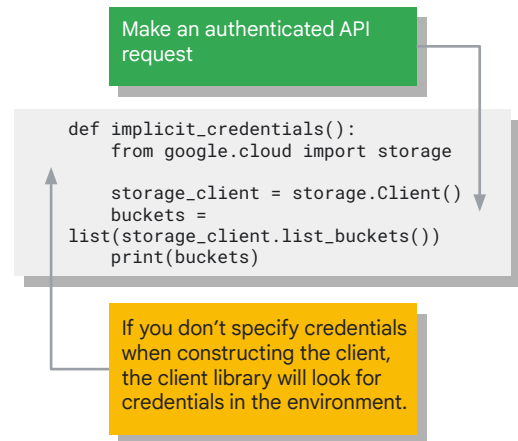 Make an authenticated API
request
def implicit_credentials():
    from google.cloud import storage

    storage_client = storage.Client()
    buckets =
list(storage_client.list_buckets())
    print(buckets)
If you don’t specify credentials
when constructing the client,
the client library will look for
credentials in the environment.